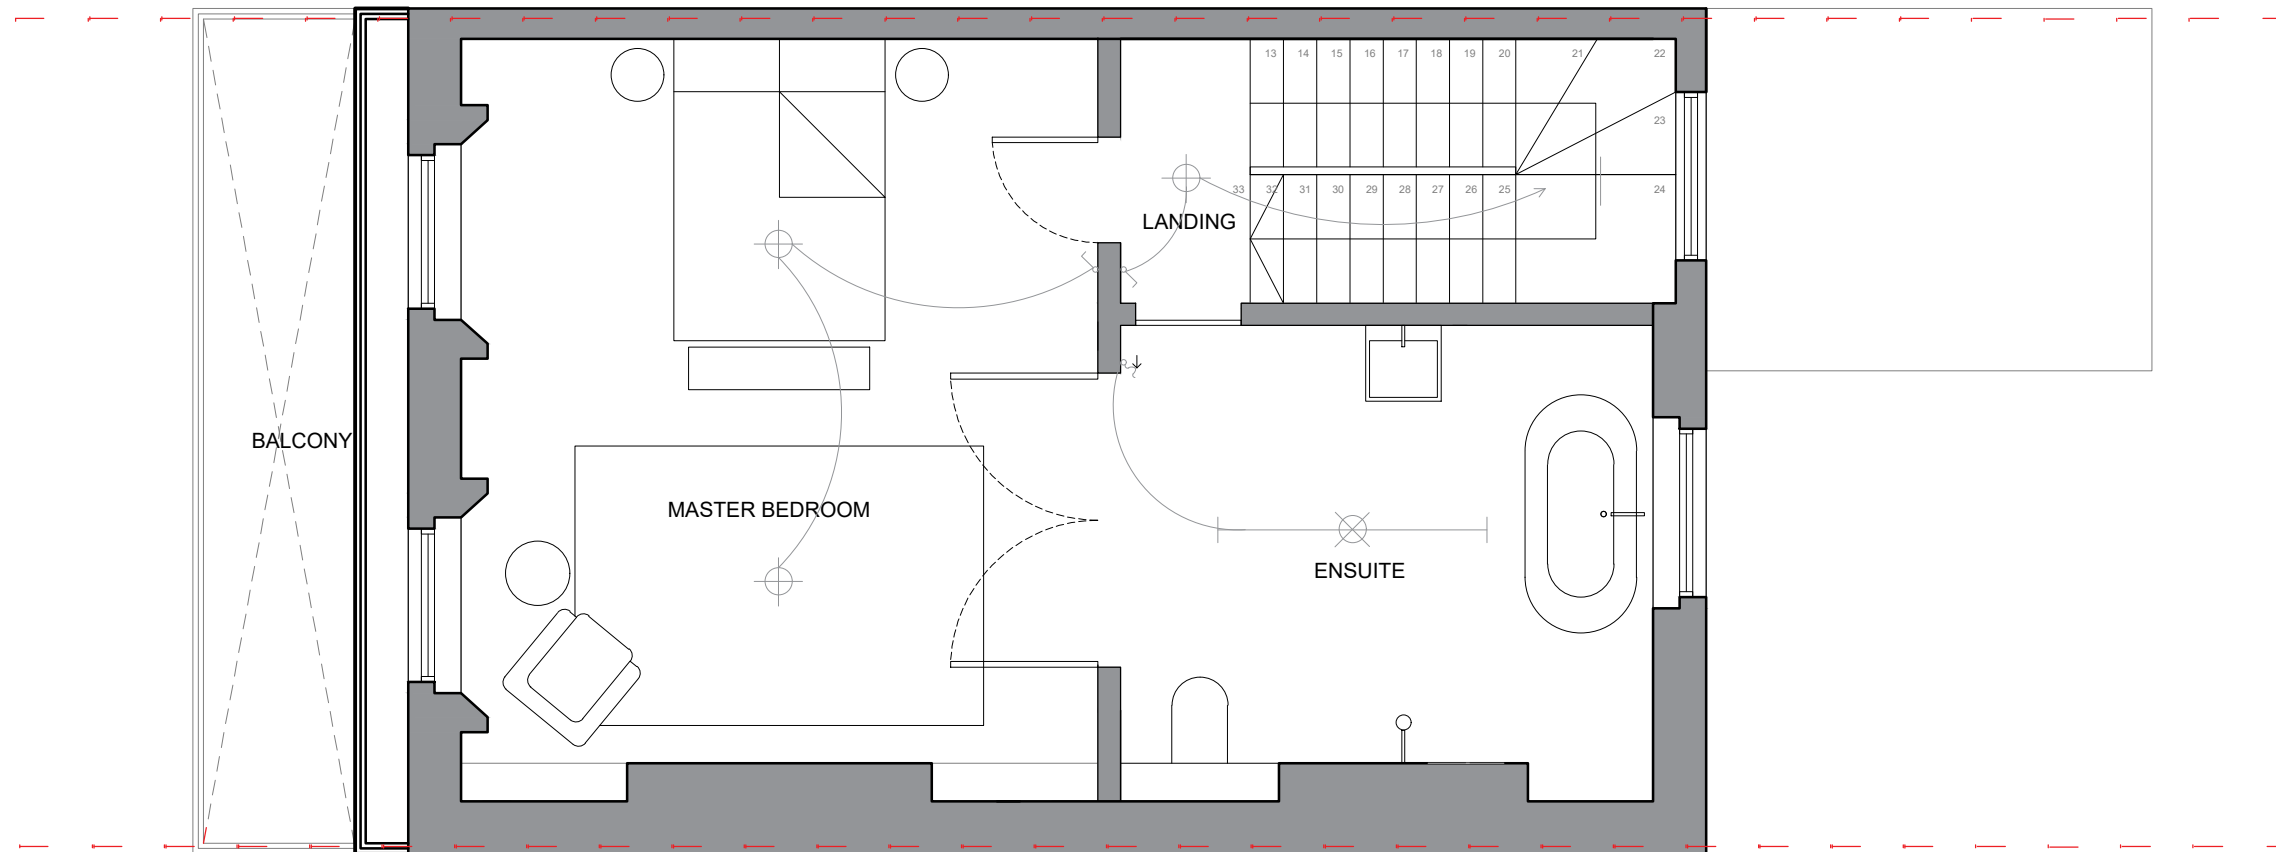 13 14 15 16 17 18 19 20 21 22
23
33 32 31 30 29 28 27 26 25 24
LANDING
BALCONY
MASTER BEDROOM
ENSUITE